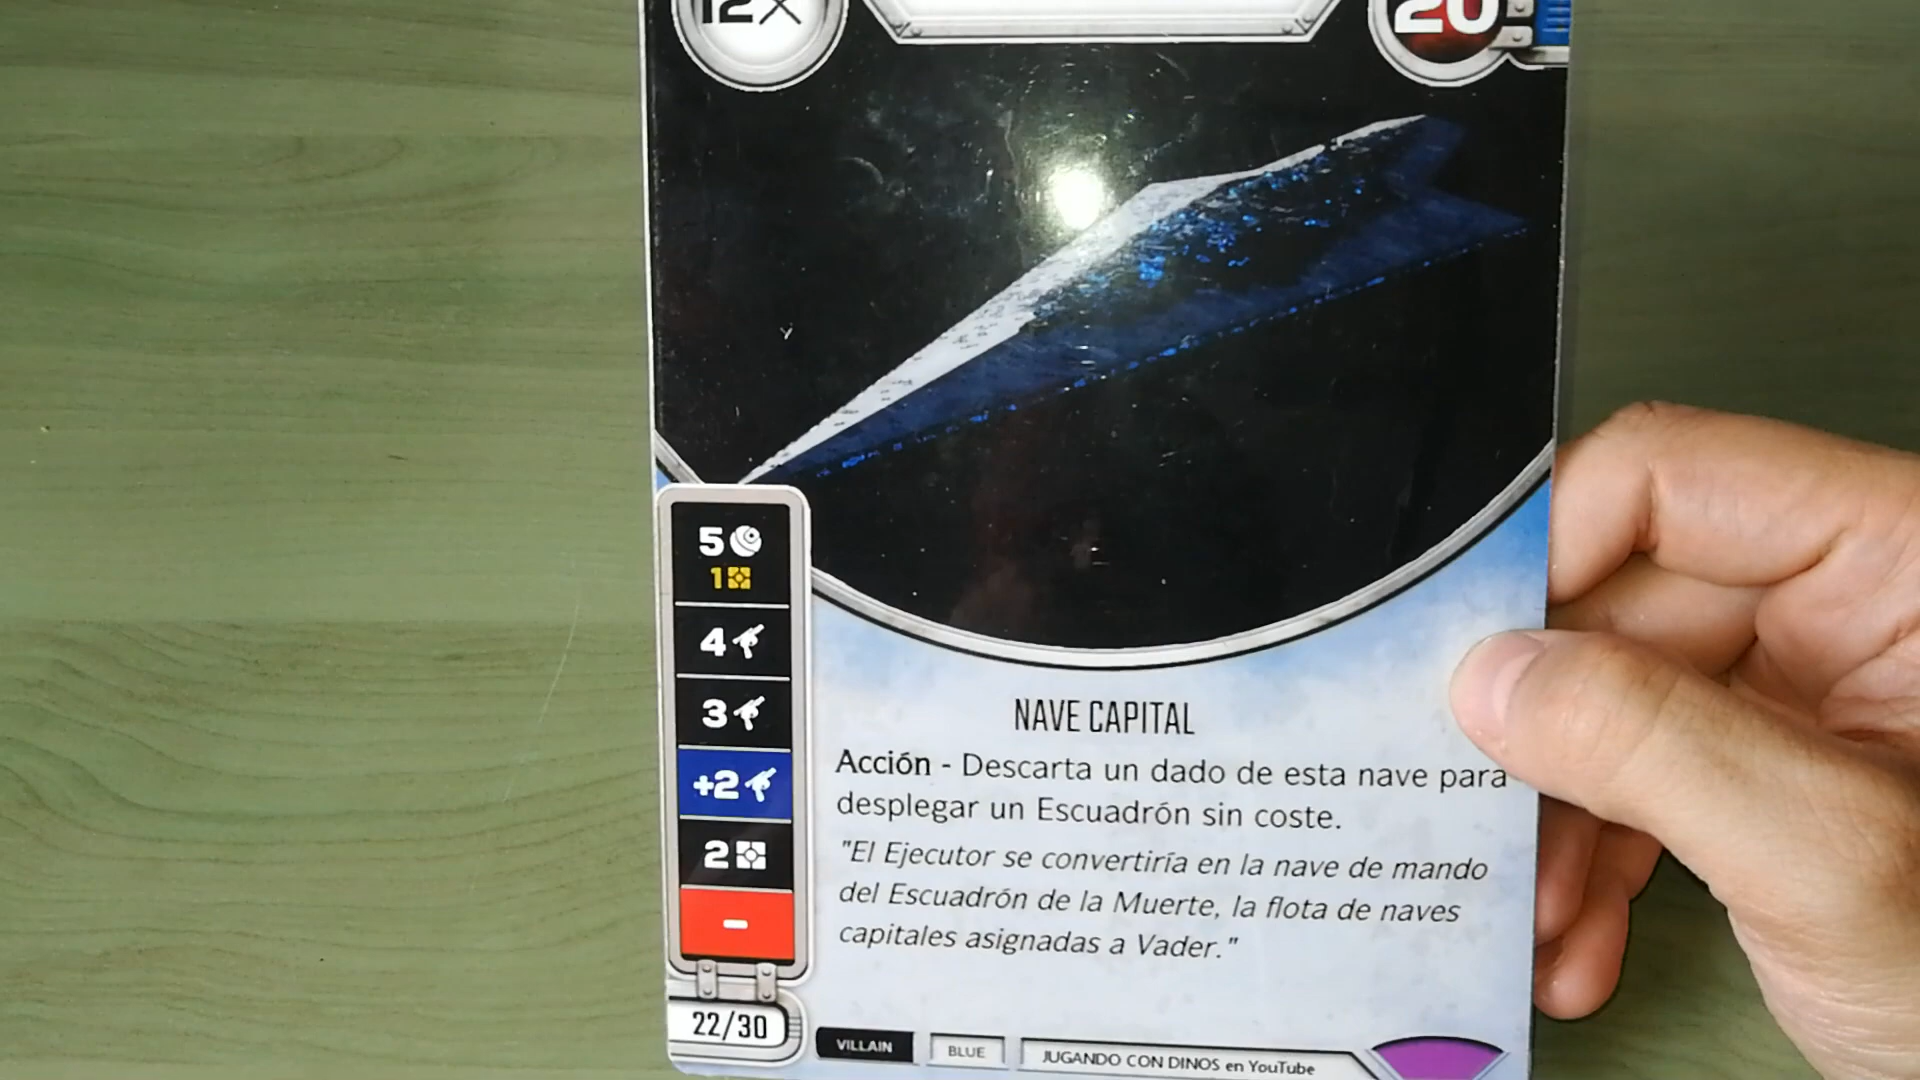 12X
20
5
1
4
3
+2
2
-
NAVE CAPITAL
Acción - Descarta un dado de esta nave para
desplegar un Escuadrón sin coste.
"El Ejecutor se convertiría en la nave de mando
del Escuadrón de la Muerte, la flota de naves
capitales asignadas a Vader."
22/30
VILLAIN
BLUE
JUGANDO CON DINOS en YouTube